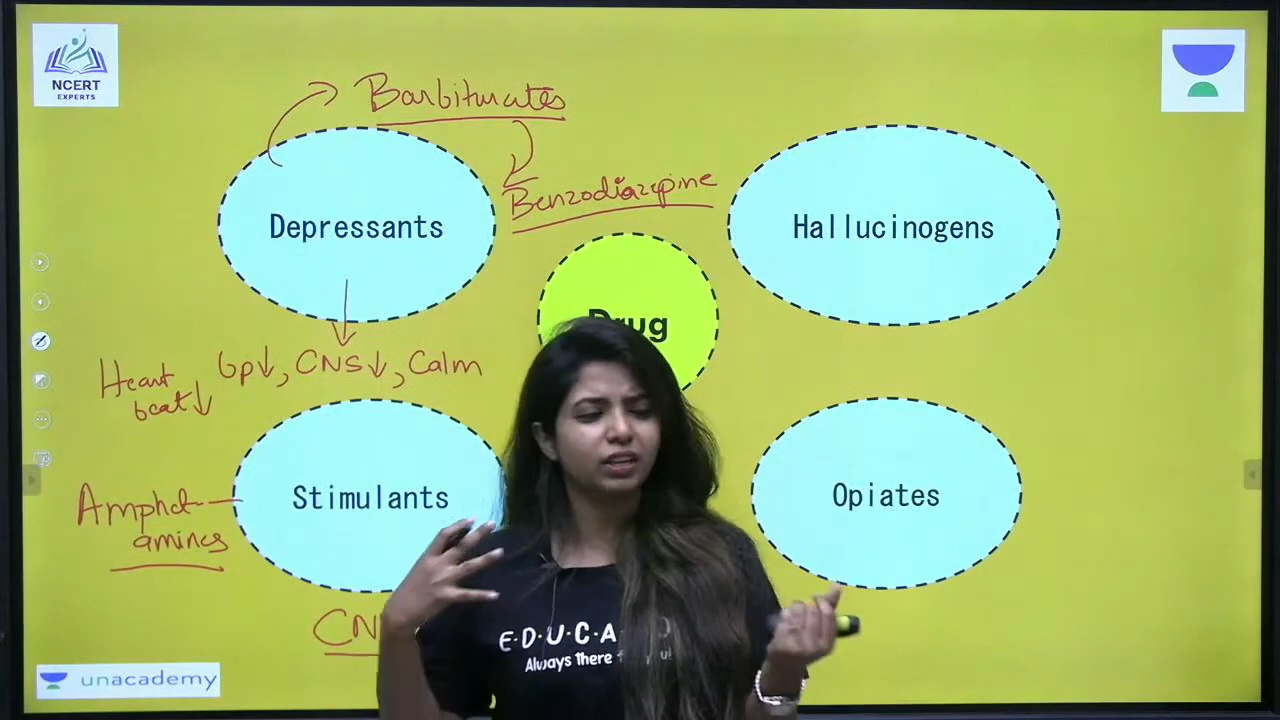 NCERT
EXPERTS
Barbiturates
Benzodiazepine
Depressants
Hallucinogens
Drug
Heart
beat↓
bp↓, CNS↓, Calm
Amphet-
amines
Stimulants
Opiates
E·D·U·C·A
Always there
unacademy